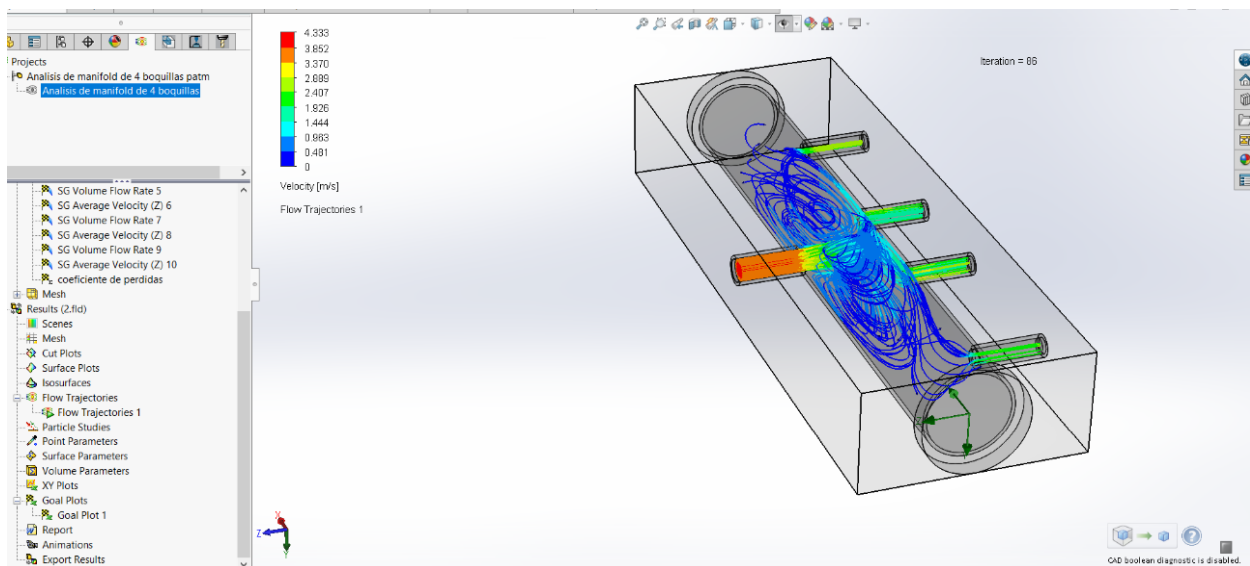 Projects
Analisis de manifold de 4 boquillas patm
Analisis de manifold de 4 boquillas
SG Volume Flow Rate 5
SG Average Velocity (Z) 6
SG Volume Flow Rate 7
SG Average Velocity (Z) 8
SG Volume Flow Rate 9
SG Average Velocity (Z) 10
coeficiente de perdidas
Mesh
Results (2.fld)
Scenes
Mesh
Cut Plots
Surface Plots
Isosurfaces
Flow Trajectories
Flow Trajectories 1
Particle Studies
Point Parameters
Surface Parameters
Volume Parameters
XY Plots
Goal Plots
Goal Plot 1
Report
Animations
Export Results
4.333
3.852
3.370
2.889
2.407
1.926
1.444
0.963
0.481
0
Velocity [m/s]
Flow Trajectories 1
Iteration = 86
X
Z
Y
CAD boolean diagnostic is disabled.